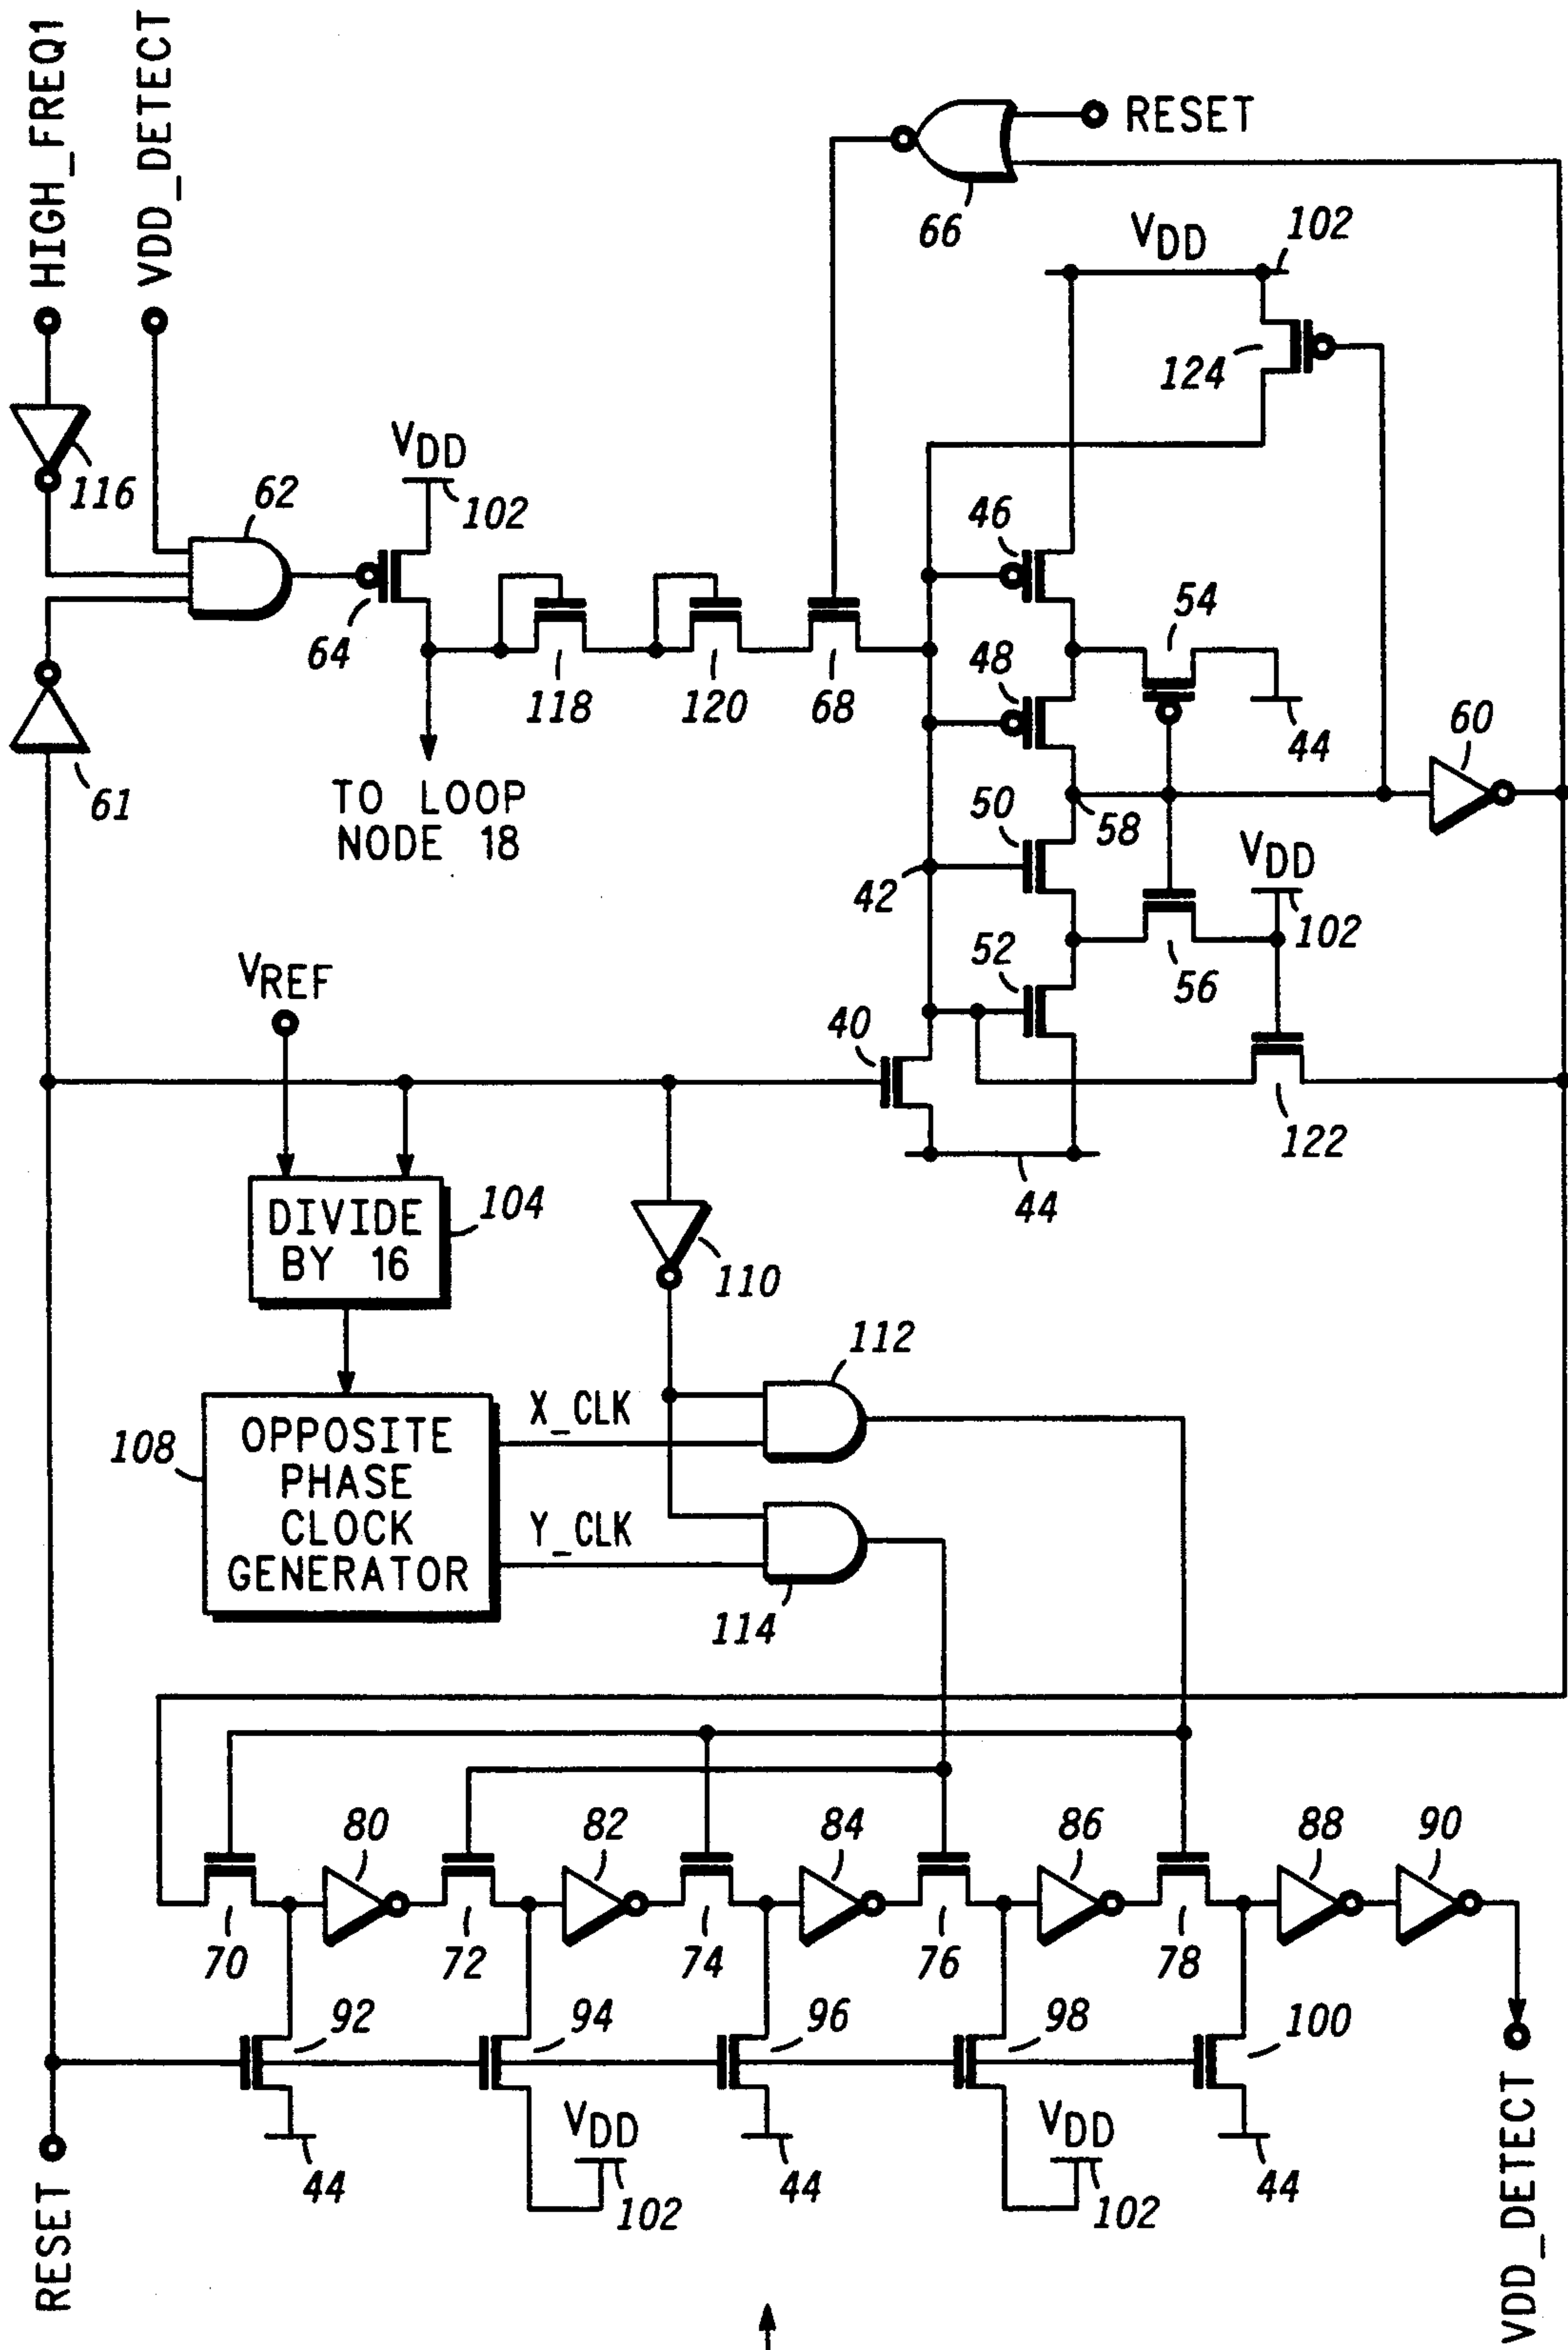 HIGH_FREQ1
VDD_DETECT
RESET
66
VDD
102
124
116
62
VDD
102
46
54
64
118
120
68
48
44
60
61
TO LOOP
NODE 18
50
58
42
VDD
102
VREF
52
56
40
122
DIVIDE
BY 16
104
44
110
112
108
OPPOSITE
PHASE
CLOCK
GENERATOR
X_CLK
Y_CLK
114
80
82
84
86
88
90
70
72
74
76
78
92
94
96
98
100
VDD
VDD
44
102
44
102
44
RESET
VDD_DETECT